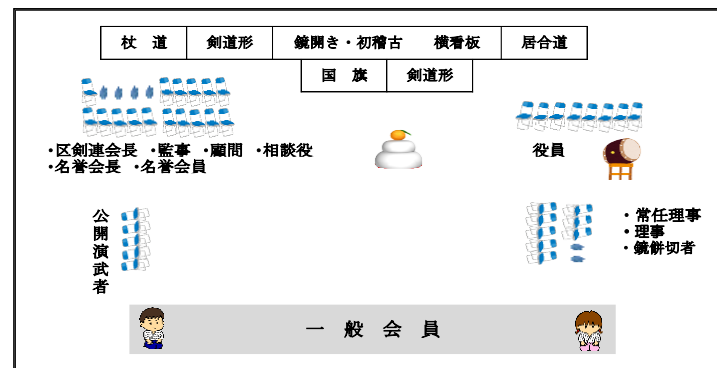 杖 道
剣道形
鏡開き・初稽古 横看板
居合道
国 旗
剣道形
・区剣連会長 ・監事 ・顧問 ・相談役
・名誉会長 ・名誉会員
役員
公開演武者
・常任理事
・理事
・鏡餅切者
一 般 会 員